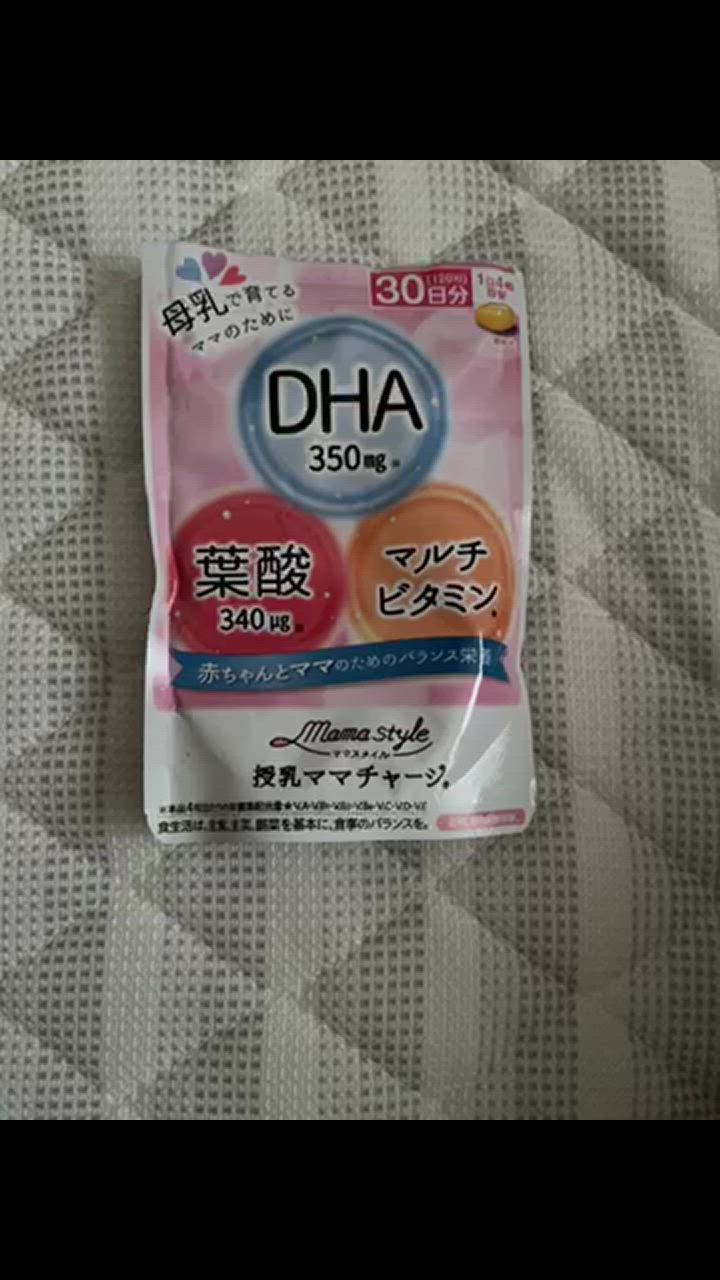 母乳で育てる
ママのために
30日分
1日4粒
DHA
350mg※
葉酸
340μg※
マルチ
ビタミン★
赤ちゃんとママのためのバランス栄養
Mama style
ママスタイル
授乳ママチャージ®
食生活は、主食、主菜、副菜を基本に、食事のバランスを。